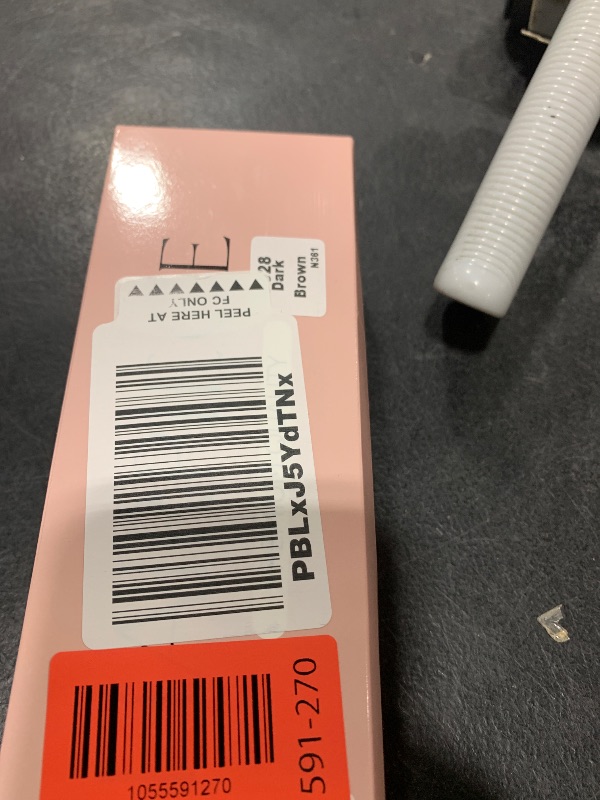 E
28
Dark
Brown
N361
PEEL HERE AT
FC ONLY
PBLxJ5YdTNx
591-270
1055591270